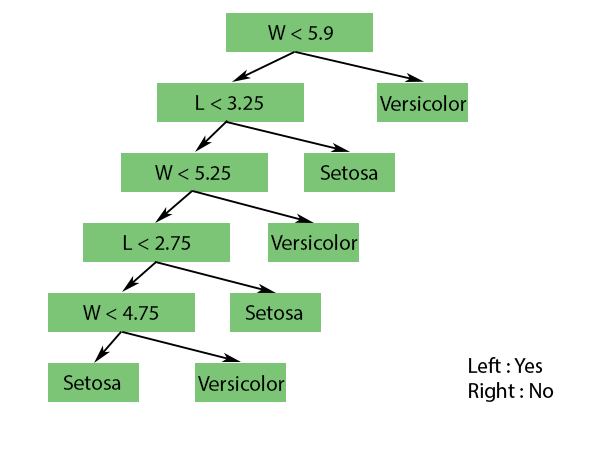 W < 5.9
L < 3.25
Versicolor
W < 5.25
Setosa
L < 2.75
Versicolor
W < 4.75
Setosa
Setosa
Versicolor
Left : Yes
Right : No